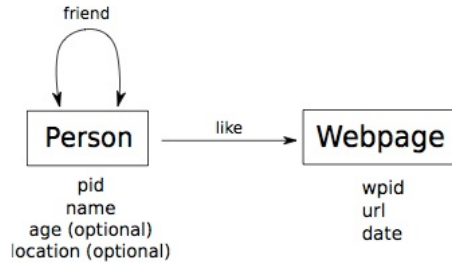 friend
Person
like
Webpage
pid
name
age (optional)
location (optional)
wpid
url
date